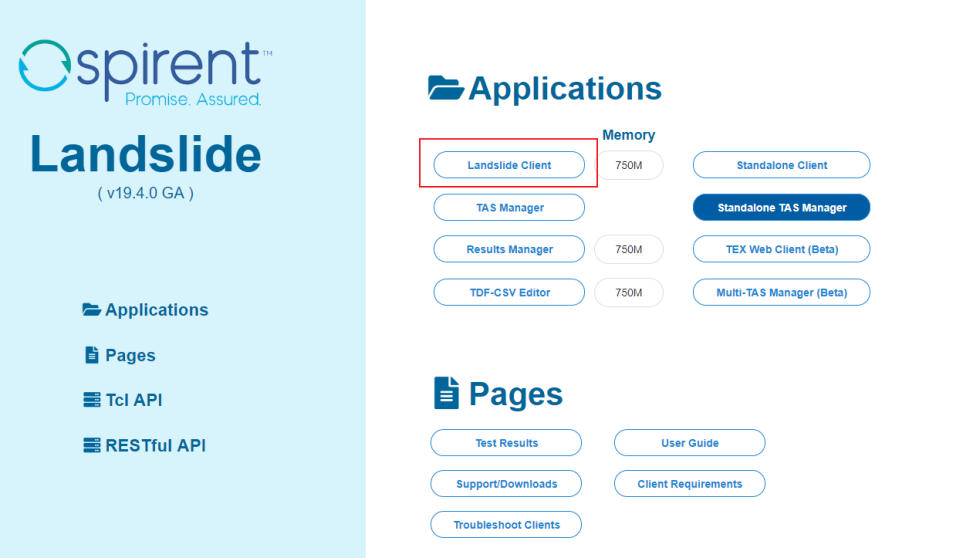 spirent™
Promise. Assured.
Landslide
( v19.4.0 GA )
Applications
Pages
Tcl API
RESTful API
Applications
Memory
Landslide Client 750M Standalone Client
TAS Manager Standalone TAS Manager
Results Manager 750M TEX Web Client (Beta)
TDF-CSV Editor 750M Multi-TAS Manager (Beta)
Pages
Test Results User Guide
Support/Downloads Client Requirements
Troubleshoot Clients